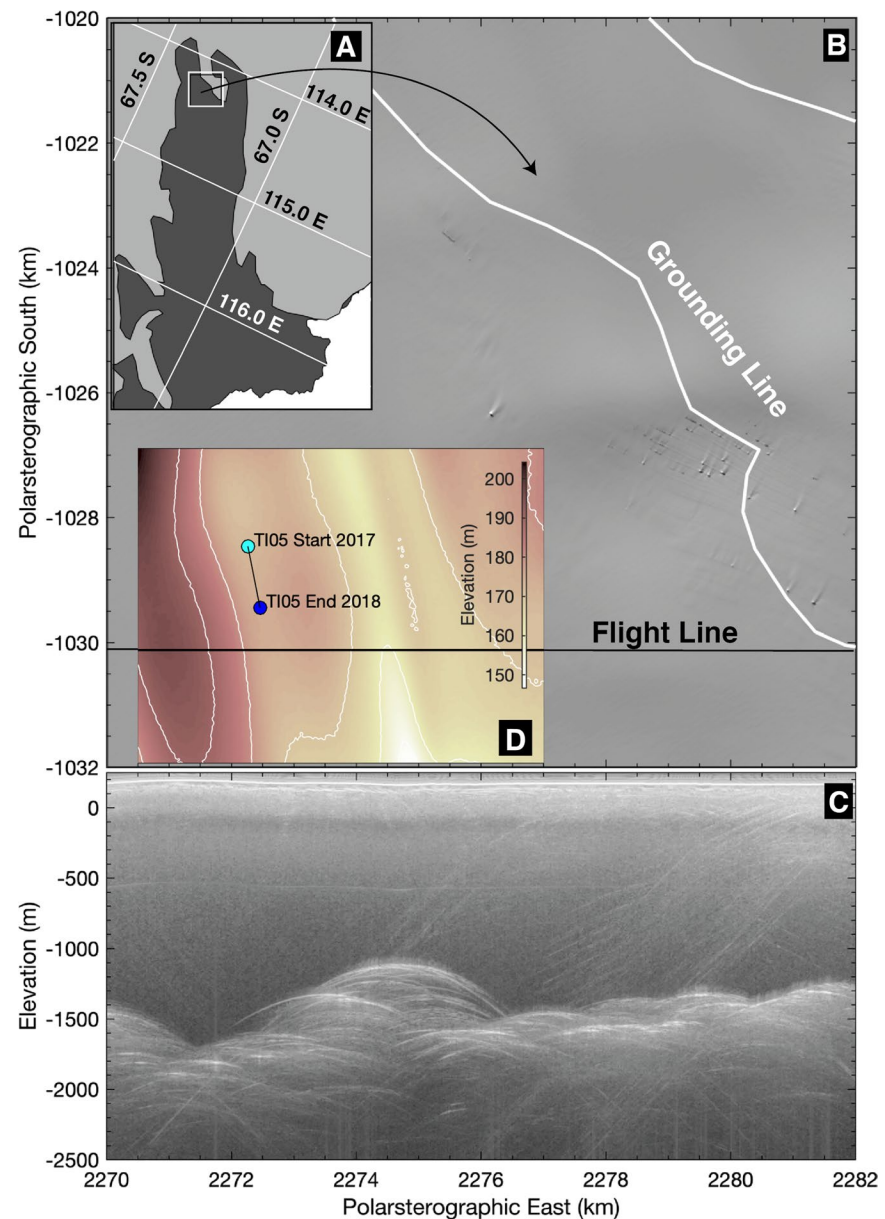 -1020
-1022
-1024
-1026
-1028
-1030
-1032
Polarsterographic South (km)
A
67.5 S
67.0 S
114.0 E
115.0 E
116.0 E
B
Grounding Line
Flight Line
TI05 Start 2017
TI05 End 2018
Elevation (m)
200
190
180
170
160
150
D
C
0
-500
-1000
-1500
-2000
-2500
Elevation (m)
2270 2272 2274 2276 2278 2280 2282
Polarsterographic East (km)